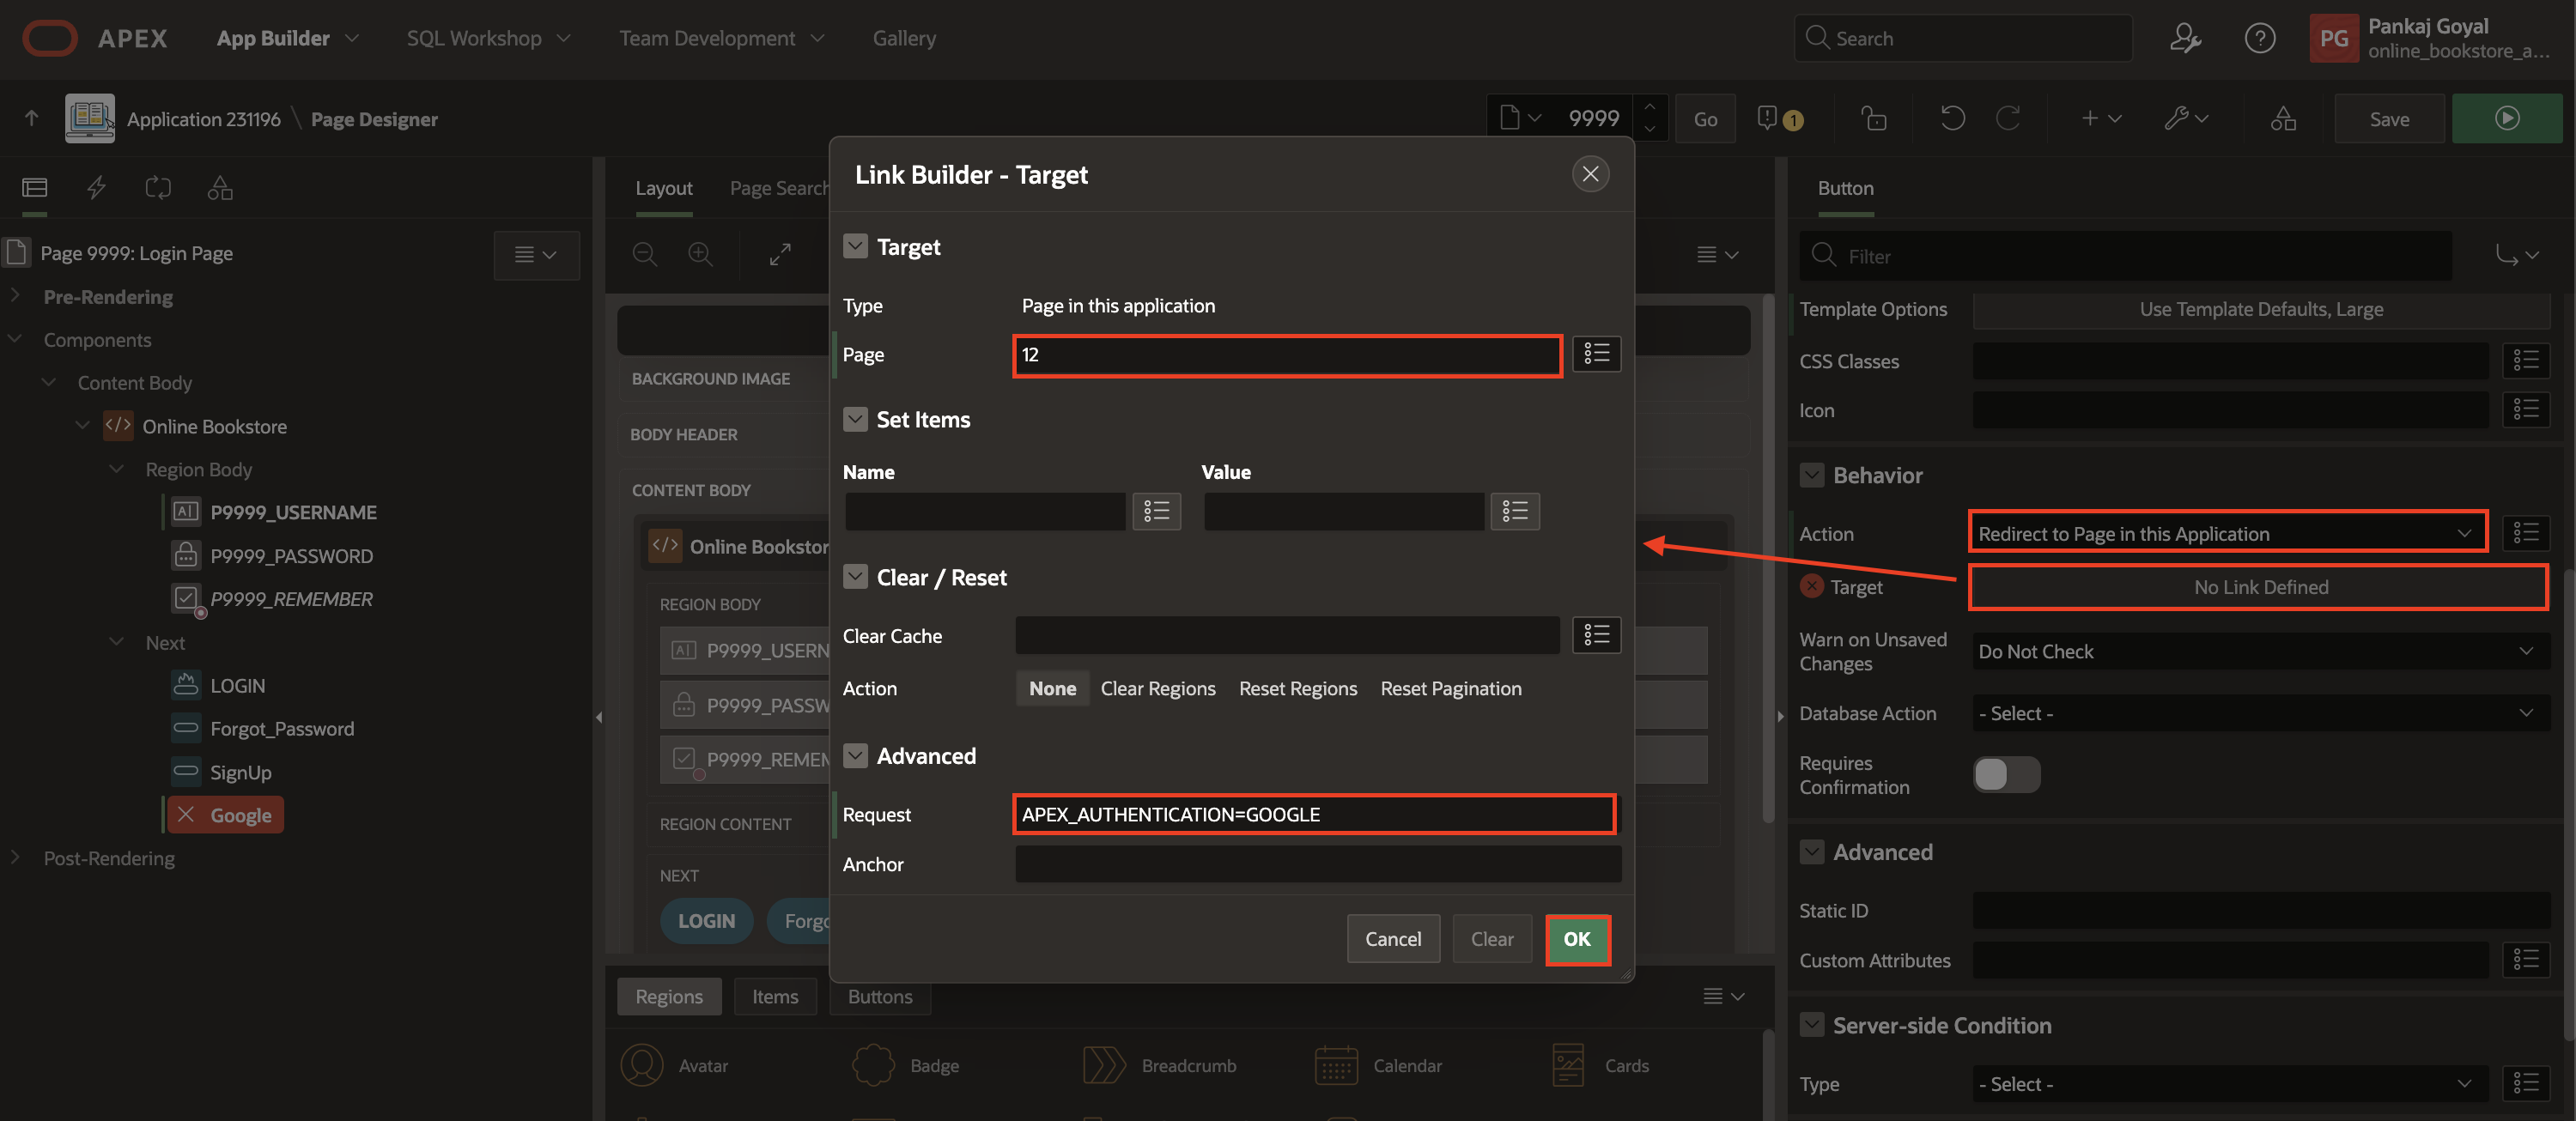 APEX
App Builder
SQL Workshop
Team Development
Gallery
Search
PG
Pankaj Goyal
online_bookstore_a...
Application 231196 \ Page Designer
9999
Go
1
Save
Page 9999: Login Page
Pre-Rendering
Components
Content Body
Online Bookstore
Region Body
P9999_USERNAME
P9999_PASSWORD
P9999_REMEMBER
Next
LOGIN
Forgot_Password
SignUp
Google
Post-Rendering
Layout
Page Search
BACKGROUND IMAGE
BODY HEADER
CONTENT BODY
Online Bookstor
REGION BODY
P9999_USERN
P9999_PASSW
P9999_REMEM
REGION CONTENT
NEXT
LOGIN
Forgo
Regions
Items
Buttons
Avatar
Badge
Breadcrumb
Calendar
Cards
Link Builder - Target
Target
Type
Page in this application
Page
12
Set Items
Name
Value
Clear / Reset
Clear Cache
Action
None
Clear Regions
Reset Regions
Reset Pagination
Advanced
Request
APEX_AUTHENTICATION=GOOGLE
Anchor
Cancel
Clear
OK
Button
Filter
Template Options
Use Template Defaults, Large
CSS Classes
Icon
Behavior
Action
Redirect to Page in this Application
Target
No Link Defined
Warn on Unsaved
Changes
Do Not Check
Database Action
- Select -
Requires
Confirmation
Advanced
Static ID
Custom Attributes
Server-side Condition
Type
- Select -